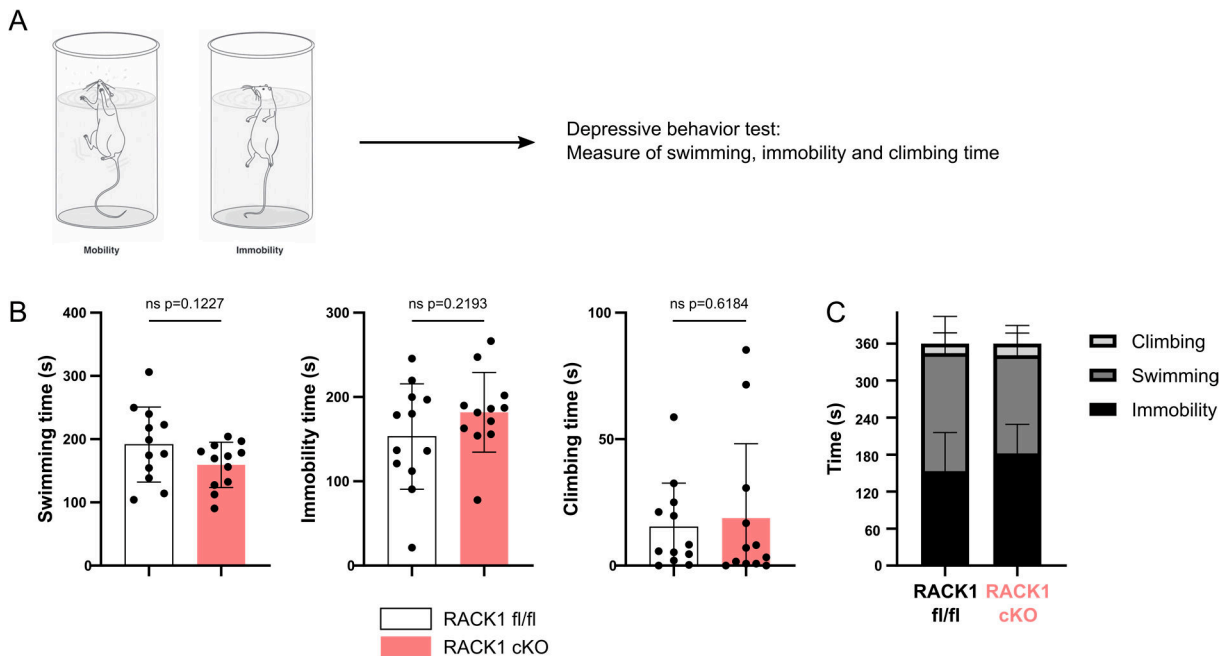 A
Mobility
Immobility
Depressive behavior test:
Measure of swimming, immobility and climbing time
B
ns p=0.1227
Swimming time (s)
400
300
200
100
0
ns p=0.2193
Immobility time (s)
300
200
100
0
ns p=0.6184
Climbing time (s)
100
50
0
RACK1 fl/fl
RACK1 cKO
C
Time (s)
360
300
240
180
120
60
0
RACK1
fl/fl
RACK1
cKO
Climbing
Swimming
Immobility